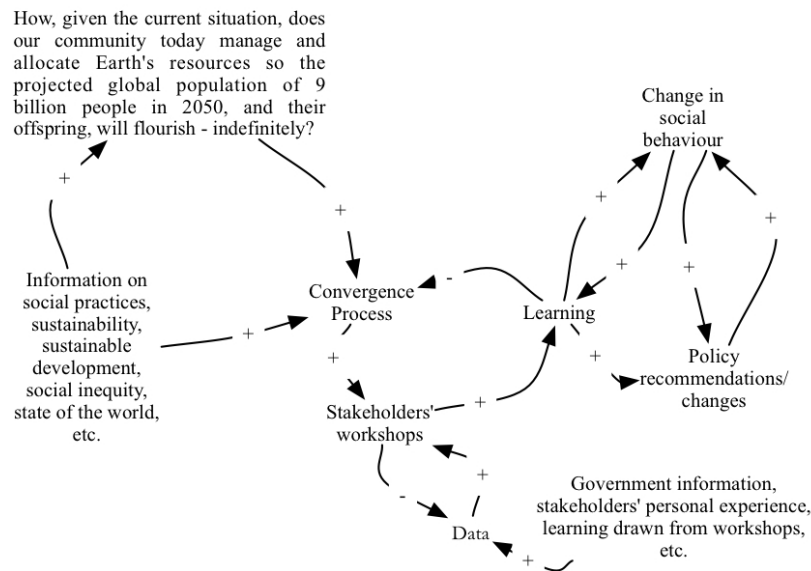 How, given the current situation, does
our community today manage and
allocate Earth's resources so the
projected global population of 9
billion people in 2050, and their
offspring, will flourish - indefinitely?
Change in
social
behaviour
+
+
+
+
+
+
Information on
social practices,
sustainability,
sustainable
development,
social inequity,
state of the world,
etc.
Convergence
Process
-
Learning
+
+
+
Policy
recommendations/
changes
Stakeholders'
workshops
+
+
-
Data
Government information,
stakeholders' personal experience,
learning drawn from workshops,
etc.
+